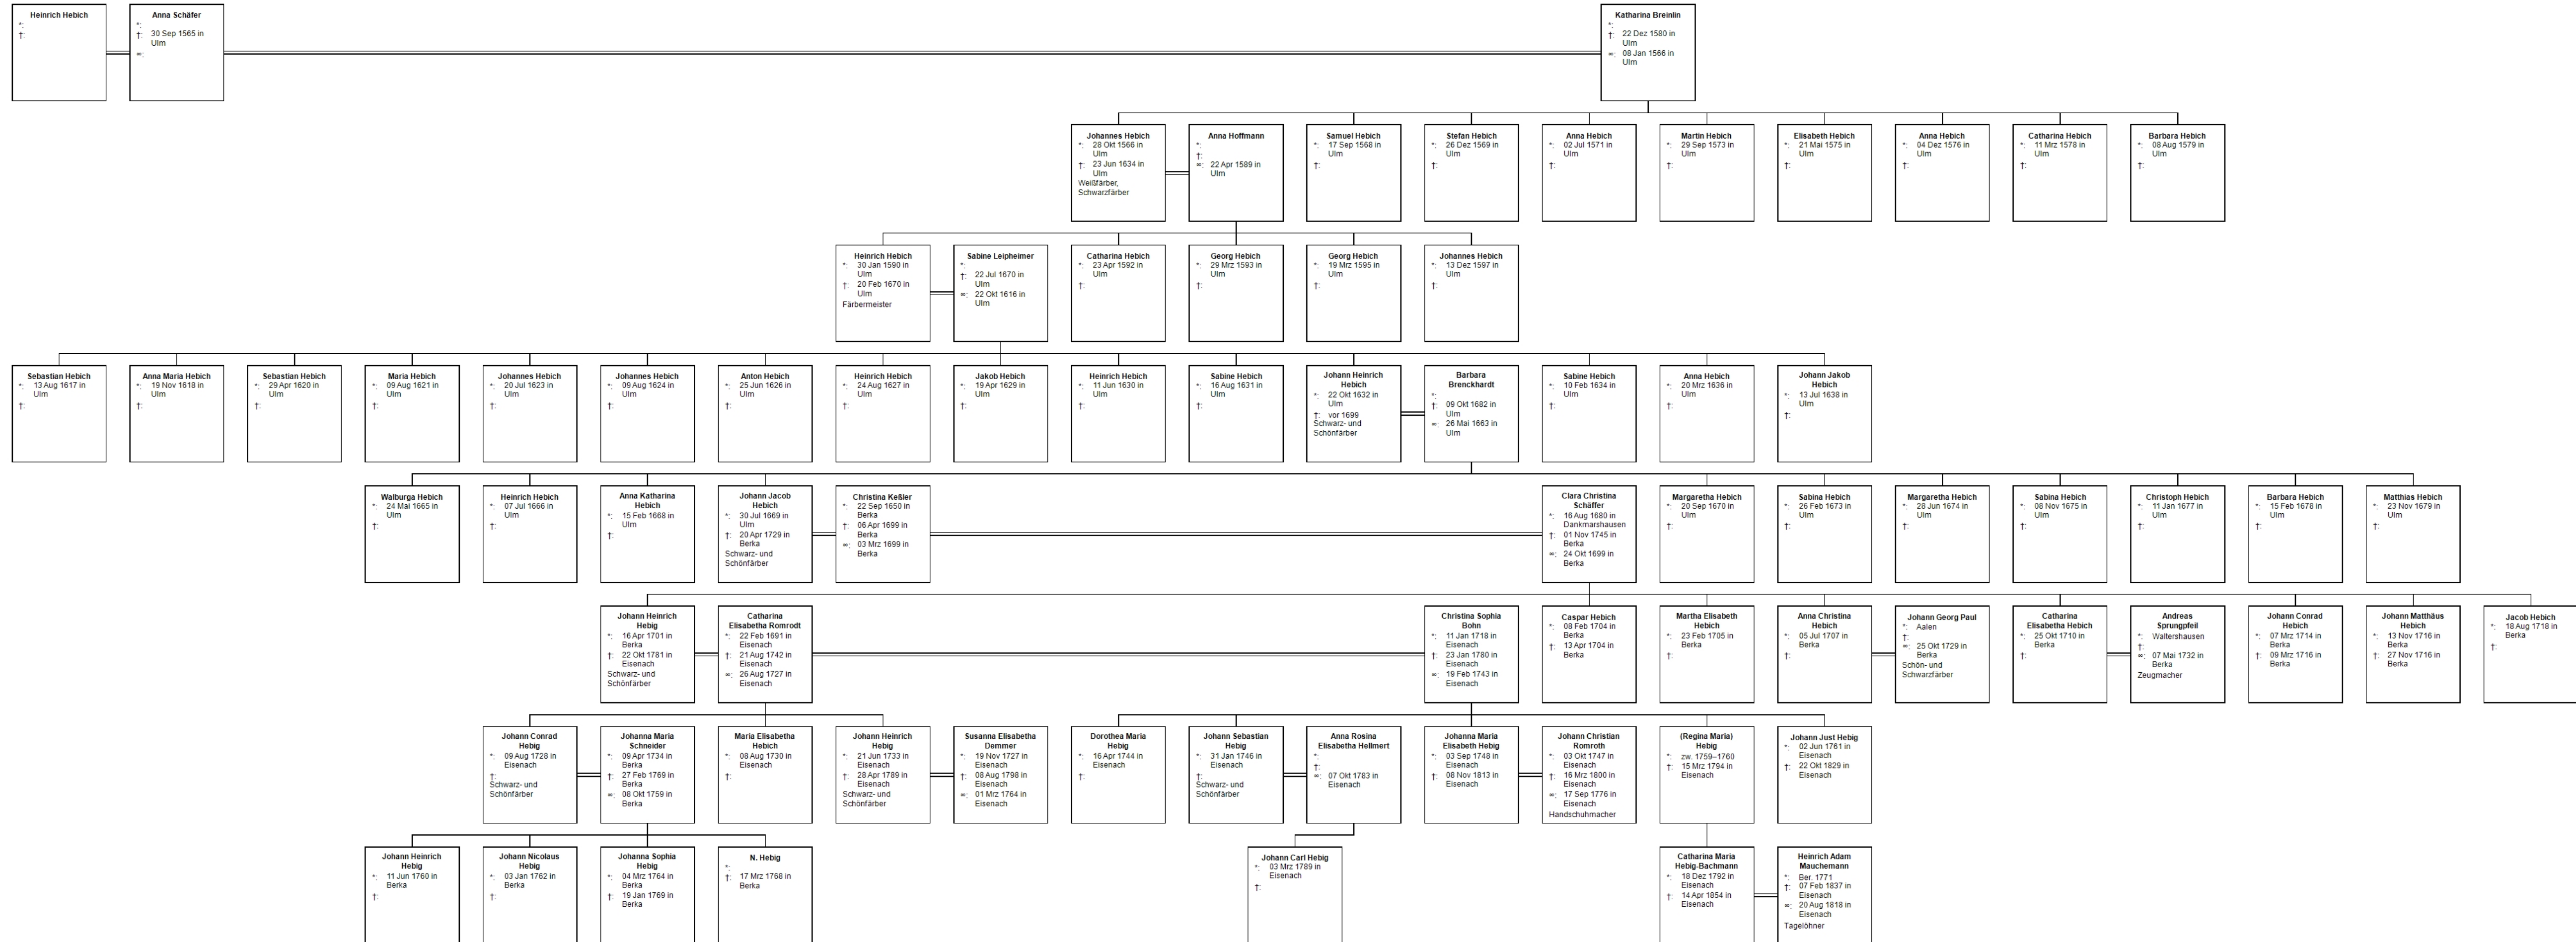 Heinrich Hebich
*:
†:
Anna Schäfer
*:
†: 30 Sep 1565 in
Ulm
∞:
Katharina Breinlin
*:
†: 22 Dez 1580 in
Ulm
∞: 08 Jan 1566 in
Ulm
Johannes Hebich
*: 28 Okt 1566 in
Ulm
†: 23 Jun 1634 in
Ulm
Weißfärber,
Schwarzfärber
Anna Hoffmann
*:
†:
∞: 22 Apr 1589 in
Ulm
Samuel Hebich
*: 17 Sep 1568 in
Ulm
†:
Stefan Hebich
*: 26 Dez 1569 in
Ulm
†:
Anna Hebich
*: 02 Jul 1571 in
Ulm
†:
Martin Hebich
*: 29 Sep 1573 in
Ulm
†:
Elisabeth Hebich
*: 21 Mai 1575 in
Ulm
†:
Anna Hebich
*: 04 Dez 1576 in
Ulm
†:
Catharina Hebich
*: 11 Mrz 1578 in
Ulm
†:
Barbara Hebich
*: 08 Aug 1579 in
Ulm
†:
Heinrich Hebich
*: 30 Jan 1590 in
Ulm
†: 20 Feb 1670 in
Ulm
Färbermeister
Sabine Leipheimer
*:
†: 22 Jul 1670 in
Ulm
∞: 22 Okt 1616 in
Ulm
Catharina Hebich
*: 23 Apr 1592 in
Ulm
†:
Georg Hebich
*: 29 Mrz 1593 in
Ulm
†:
Georg Hebich
*: 19 Mrz 1595 in
Ulm
†:
Johannes Hebich
*: 13 Dez 1597 in
Ulm
†:
Sebastian Hebich
*: 13 Aug 1617 in
Ulm
†:
Anna Maria Hebich
*: 19 Nov 1618 in
Ulm
†:
Sebastian Hebich
*: 29 Apr 1620 in
Ulm
†:
Maria Hebich
*: 09 Aug 1621 in
Ulm
†:
Johannes Hebich
*: 20 Jul 1623 in
Ulm
†:
Johannes Hebich
*: 09 Aug 1624 in
Ulm
†:
Anton Hebich
*: 25 Jun 1626 in
Ulm
†:
Heinrich Hebich
*: 24 Aug 1627 in
Ulm
†:
Jakob Hebich
*: 19 Apr 1629 in
Ulm
†:
Heinrich Hebich
*: 11 Jun 1630 in
Ulm
†:
Sabine Hebich
*: 16 Aug 1631 in
Ulm
†:
Johann Heinrich
Hebich
*: 22 Okt 1632 in
Ulm
†: vor 1699
Schwarz- und
Schönfärber
Barbara
Brenckhardt
*:
†: 09 Okt 1682 in
Ulm
∞: 26 Mai 1663 in
Ulm
Sabine Hebich
*: 10 Feb 1634 in
Ulm
†:
Anna Hebich
*: 20 Mrz 1636 in
Ulm
†:
Johann Jakob
Hebich
*: 13 Jul 1638 in
Ulm
†:
Walburga Hebich
*: 24 Mai 1665 in
Ulm
†:
Heinrich Hebich
*: 07 Jul 1666 in
Ulm
†:
Anna Katharina
Hebich
*: 15 Feb 1668 in
Ulm
†:
Johann Jacob
Hebich
*: 30 Jul 1669 in
Ulm
†: 20 Apr 1729 in
Berka
Schwarz- und
Schönfärber
Christina Keßler
*: 22 Sep 1650 in
Berka
†: 06 Apr 1699 in
Berka
∞: 03 Mrz 1699 in
Berka
Clara Christina
Schäffer
*: 16 Aug 1680 in
Dankmarshausen
†: 01 Nov 1745 in
Berka
∞: 24 Okt 1699 in
Berka
Margaretha Hebich
*: 20 Sep 1670 in
Ulm
†:
Sabina Hebich
*: 26 Feb 1673 in
Ulm
†:
Margaretha Hebich
*: 28 Jun 1674 in
Ulm
†:
Sabina Hebich
*: 08 Nov 1675 in
Ulm
†:
Christoph Hebich
*: 11 Jan 1677 in
Ulm
†:
Barbara Hebich
*: 15 Feb 1678 in
Ulm
†:
Matthias Hebich
*: 23 Nov 1679 in
Ulm
†:
Johann Heinrich
Hebig
*: 16 Apr 1701 in
Berka
†: 22 Okt 1781 in
Eisenach
Schwarz- und
Schönfärber
Catharina
Elisabetha Romrodt
*: 22 Feb 1691 in
Eisenach
†: 21 Aug 1742 in
Eisenach
∞: 26 Aug 1727 in
Eisenach
Christina Sophia
Bohn
*: 11 Jan 1718 in
Eisenach
†: 23 Jan 1780 in
Eisenach
∞: 19 Feb 1743 in
Eisenach
Caspar Hebich
*: 08 Feb 1704 in
Berka
†: 13 Apr 1704 in
Berka
Martha Elisabeth
Hebich
*: 23 Feb 1705 in
Berka
†:
Anna Christina
Hebich
*: 05 Jul 1707 in
Berka
†:
Johann Georg Paul
*: Aalen
†:
∞: 25 Okt 1729 in
Berka
Schön- und
Schwarzfärber
Catharina
Elisabetha Hebich
*: 25 Okt 1710 in
Berka
†:
Andreas
Sprungpfeil
*: Waltershausen
†:
∞: 07 Mai 1732 in
Berka
Zeugmacher
Johann Conrad
Hebich
*: 07 Mrz 1714 in
Berka
†: 09 Mrz 1716 in
Berka
Johann Matthäus
Hebich
*: 13 Nov 1716 in
Berka
†: 27 Nov 1716 in
Berka
Jacob Hebich
*: 18 Aug 1718 in
Berka
†:
Johann Conrad
Hebig
*: 09 Aug 1728 in
Eisenach
†:
Schwarz- und
Schönfärber
Johanna Maria
Schneider
*: 09 Apr 1734 in
Berka
†: 27 Feb 1769 in
Berka
∞: 08 Okt 1759 in
Berka
Maria Elisabetha
Hebich
*: 08 Aug 1730 in
Eisenach
†:
Johann Heinrich
Hebig
*: 21 Jun 1733 in
Eisenach
†: 28 Apr 1789 in
Eisenach
Schwarz- und
Schönfärber
Susanna Elisabetha
Demmer
*: 19 Nov 1727 in
Eisenach
†: 08 Aug 1798 in
Eisenach
∞: 01 Mrz 1764 in
Eisenach
Dorothea Maria
Hebig
*: 16 Apr 1744 in
Eisenach
†:
Johann Sebastian
Hebig
*: 31 Jan 1746 in
Eisenach
†:
Schwarz- und
Schönfärber
Anna Rosina
Elisabetha Hellmert
*:
†:
∞: 07 Okt 1783 in
Eisenach
Johanna Maria
Elisabeth Hebig
*: 03 Sep 1748 in
Eisenach
†: 08 Nov 1813 in
Eisenach
Johann Christian
Romroth
*: 03 Okt 1747 in
Eisenach
†: 16 Mrz 1800 in
Eisenach
∞: 17 Sep 1776 in
Eisenach
Handschuhmacher
(Regina Maria)
Hebig
*: zw. 1759–1760
†: 15 Mrz 1794 in
Eisenach
Johann Just Hebig
*: 02 Jun 1761 in
Eisenach
†: 22 Okt 1829 in
Eisenach
Johann Heinrich
Hebig
*: 11 Jun 1760 in
Berka
†:
Johann Nicolaus
Hebig
*: 03 Jan 1762 in
Berka
†:
Johanna Sophia
Hebig
*: 04 Mrz 1764 in
Berka
†: 19 Jan 1769 in
Berka
N. Hebig
*:
†: 17 Mrz 1768 in
Berka
Johann Carl Hebig
*: 03 Mrz 1789 in
Eisenach
†:
Catharina Maria
Hebig-Bachmann
*: 18 Dez 1792 in
Eisenach
†: 14 Apr 1854 in
Eisenach
Heinrich Adam
Mauchemann
*: Ber. 1771
†: 07 Feb 1837 in
Eisenach
∞: 20 Aug 1818 in
Eisenach
Tagelöhner